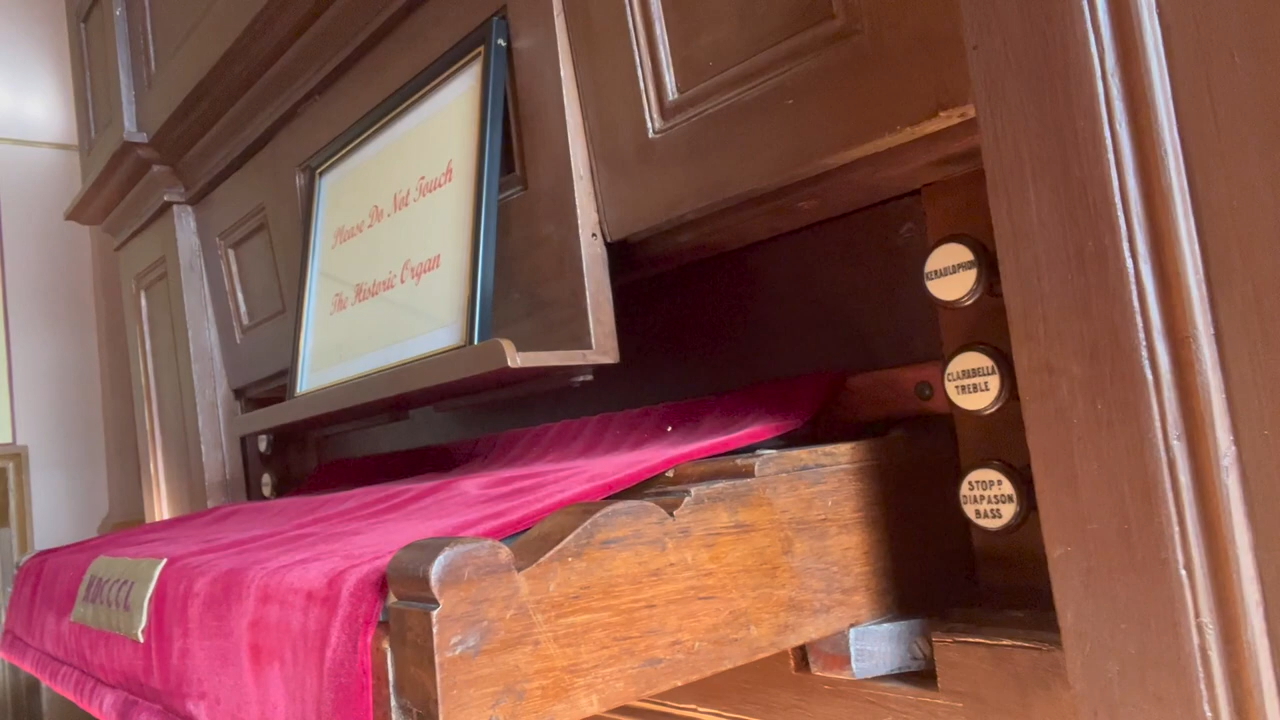 Please Do Not Touch
The Historic Organ
KERAULOPHON
CLARABELLA
TREBLE
STOPD
DIAPASON
BASS
MDCCCL